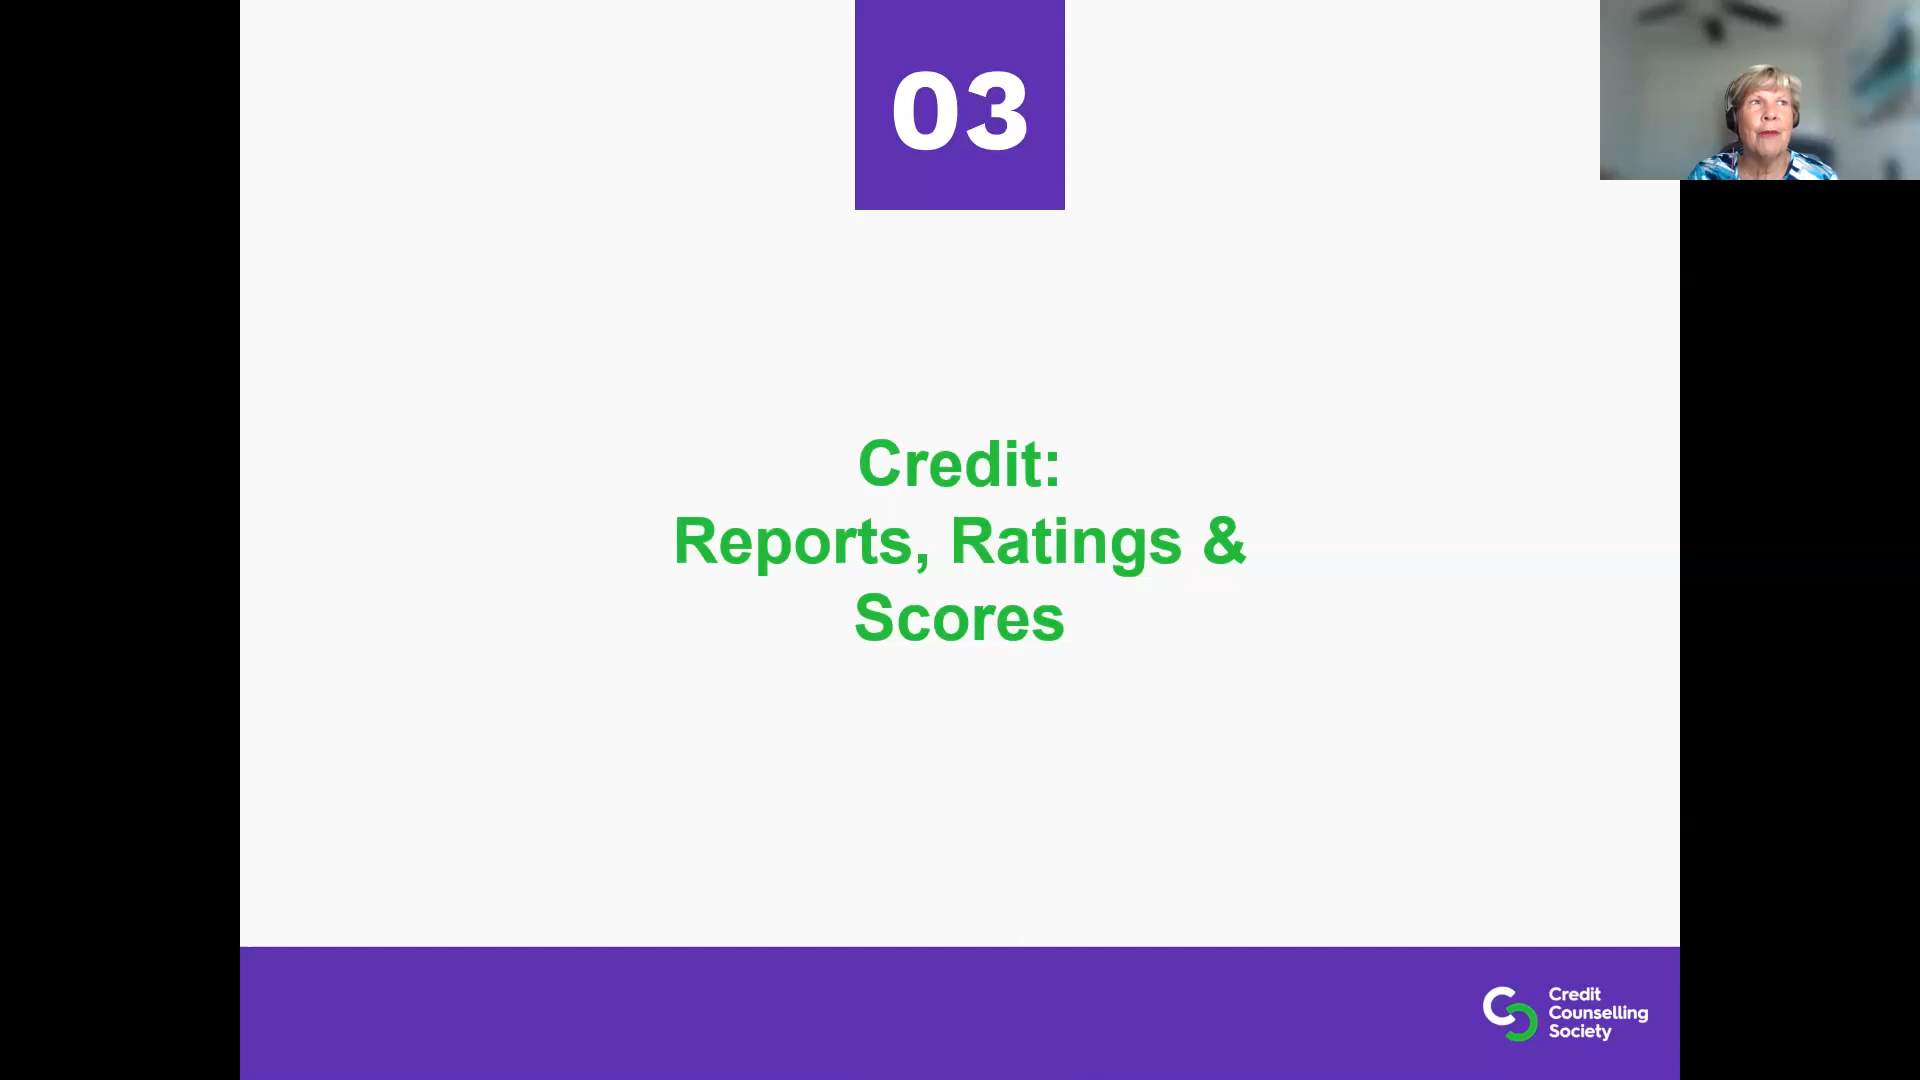 03
Credit:
Reports, Ratings &
Scores
Credit
Counselling
Society